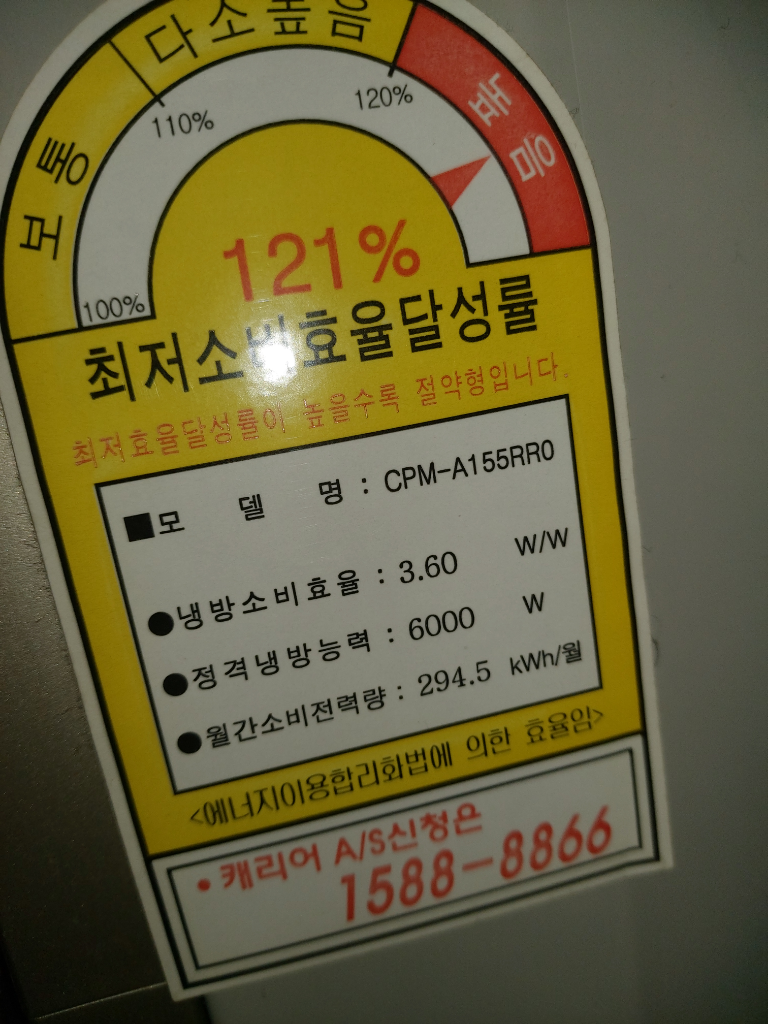 보통
다소높음
높음
100%
110%
120%
121%
최저소비효율달성률
최저효율달성률이 높을수록 절약형입니다.
■모 델 명 : CPM-A155RR0
●냉방소비효율 : 3.60 W/W
●정격냉방능력 : 6000 W
●월간소비전력량 : 294.5 kWh/월
<에너지이용합리화법에 의한 효율임>
• 캐리어 A/S신청은
1588-8866